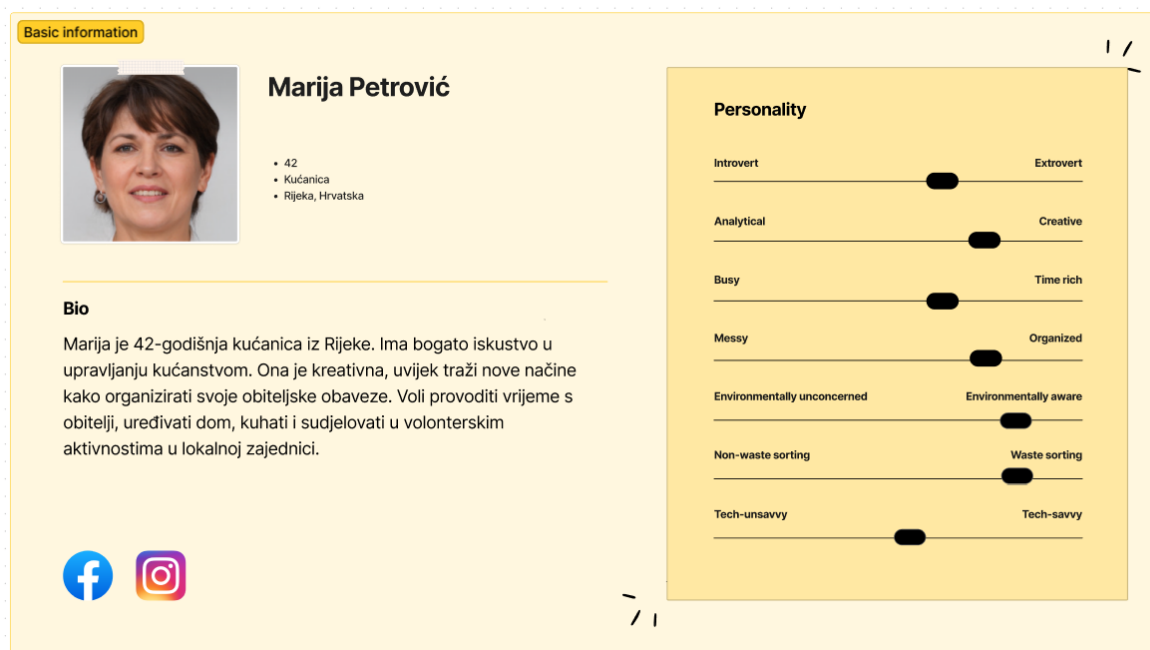 Basic information
Marija Petrović
• 42
• Kućanica
• Rijeka, Hrvatska
Bio
Marija je 42-godišnja kućanica iz Rijeke. Ima bogato iskustvo u
upravljanju kućanstvom. Ona je kreativna, uvijek traži nove načine
kako organizirati svoje obiteljske obaveze. Voli provoditi vrijeme s
obitelji, uređivati dom, kuhati i sudjelovati u volonterskim
aktivnostima u lokalnoj zajednici.
Personality
Introvert Extrovert
Analytical Creative
Busy Time rich
Messy Organized
Environmentally unconcerned Environmentally aware
Non-waste sorting Waste sorting
Tech-unsavvy Tech-savvy